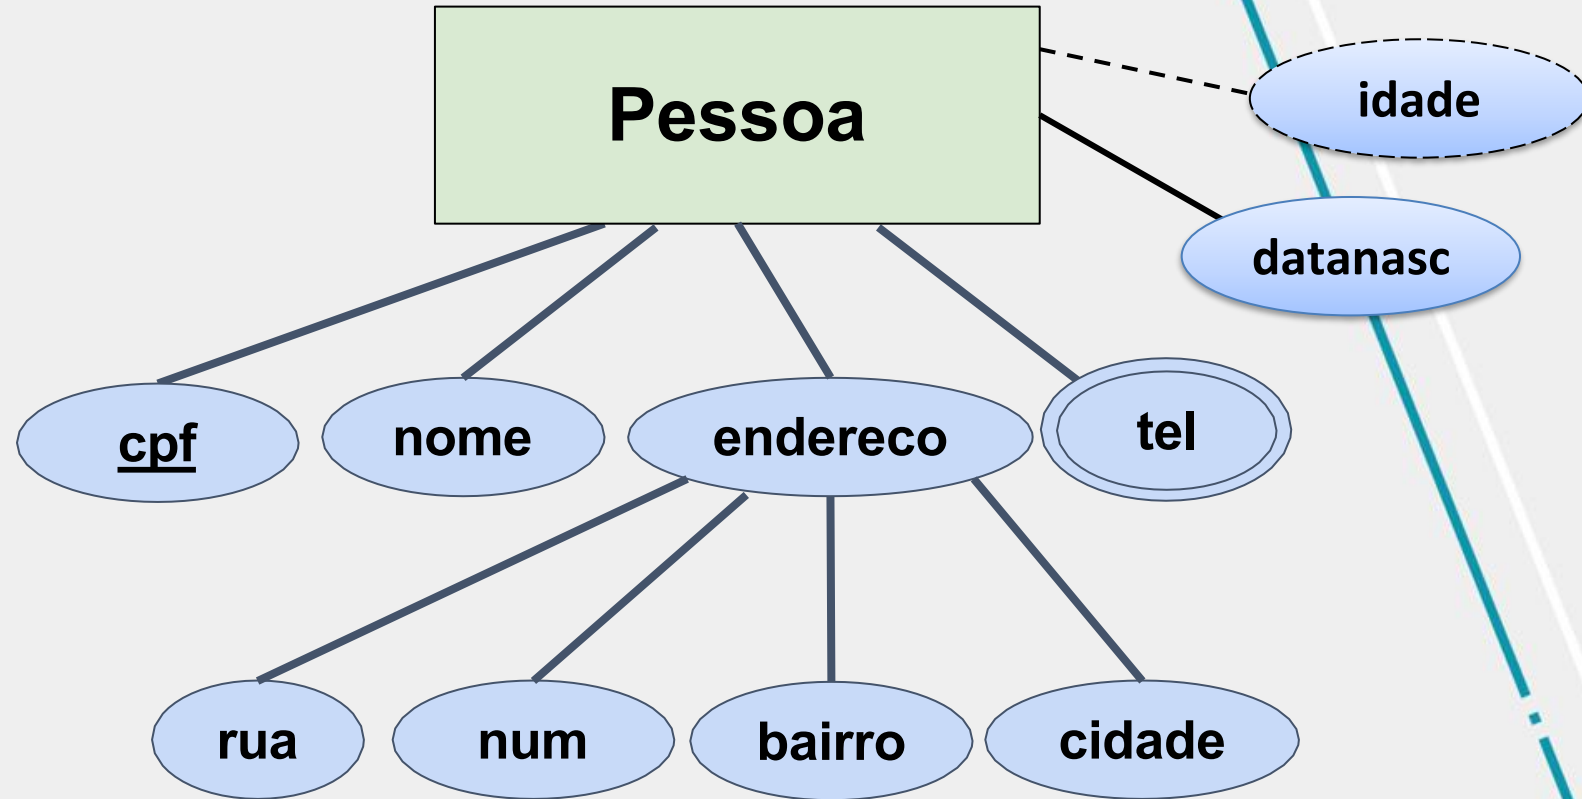 Pessoa
idade
datanasc
cpf
nome
endereco
tel
rua
num
bairro
cidade